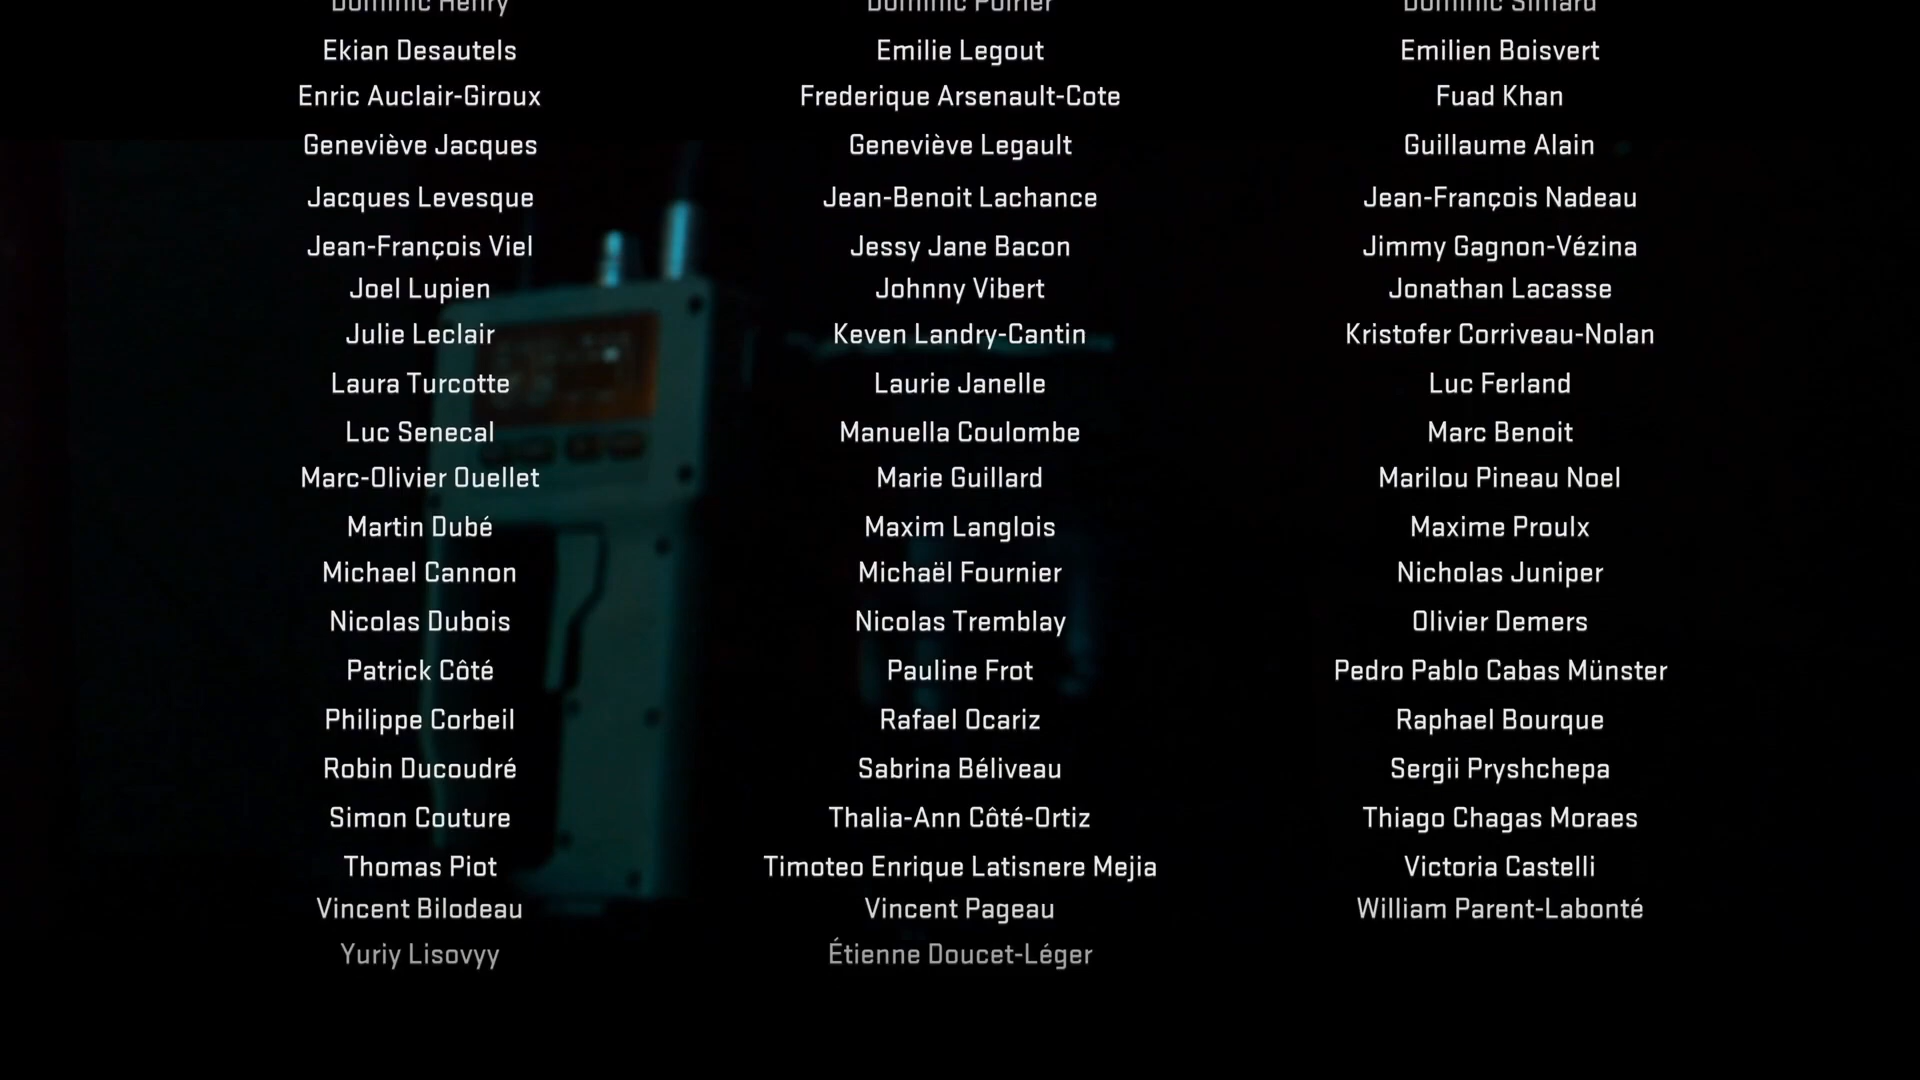 Dominic Henry Dominic Poirier Dominic Simard
Ekian Desautels Emilie Legout Emilien Boisvert
Enric Auclair-Giroux Frederique Arsenault-Cote Fuad Khan
Geneviève Jacques Geneviève Legault Guillaume Alain
Jacques Levesque Jean-Benoit Lachance Jean-François Nadeau
Jean-François Viel Jessy Jane Bacon Jimmy Gagnon-Vézina
Joel Lupien Johnny Vibert Jonathan Lacasse
Julie Leclair Keven Landry-Cantin Kristofer Corriveau-Nolan
Laura Turcotte Laurie Janelle Luc Ferland
Luc Senecal Manuella Coulombe Marc Benoit
Marc-Olivier Ouellet Marie Guillard Marilou Pineau Noel
Martin Dubé Maxim Langlois Maxime Proulx
Michael Cannon Michaël Fournier Nicholas Juniper
Nicolas Dubois Nicolas Tremblay Olivier Demers
Patrick Côté Pauline Frot Pedro Pablo Cabas Münster
Philippe Corbeil Rafael Ocariz Raphael Bourque
Robin Ducoudré Sabrina Béliveau Sergii Pryshchepa
Simon Couture Thalia-Ann Côté-Ortiz Thiago Chagas Moraes
Thomas Piot Timoteo Enrique Latisnere Mejia Victoria Castelli
Vincent Bilodeau Vincent Pageau William Parent-Labonté
Yuriy Lisovyy Étienne Doucet-Léger